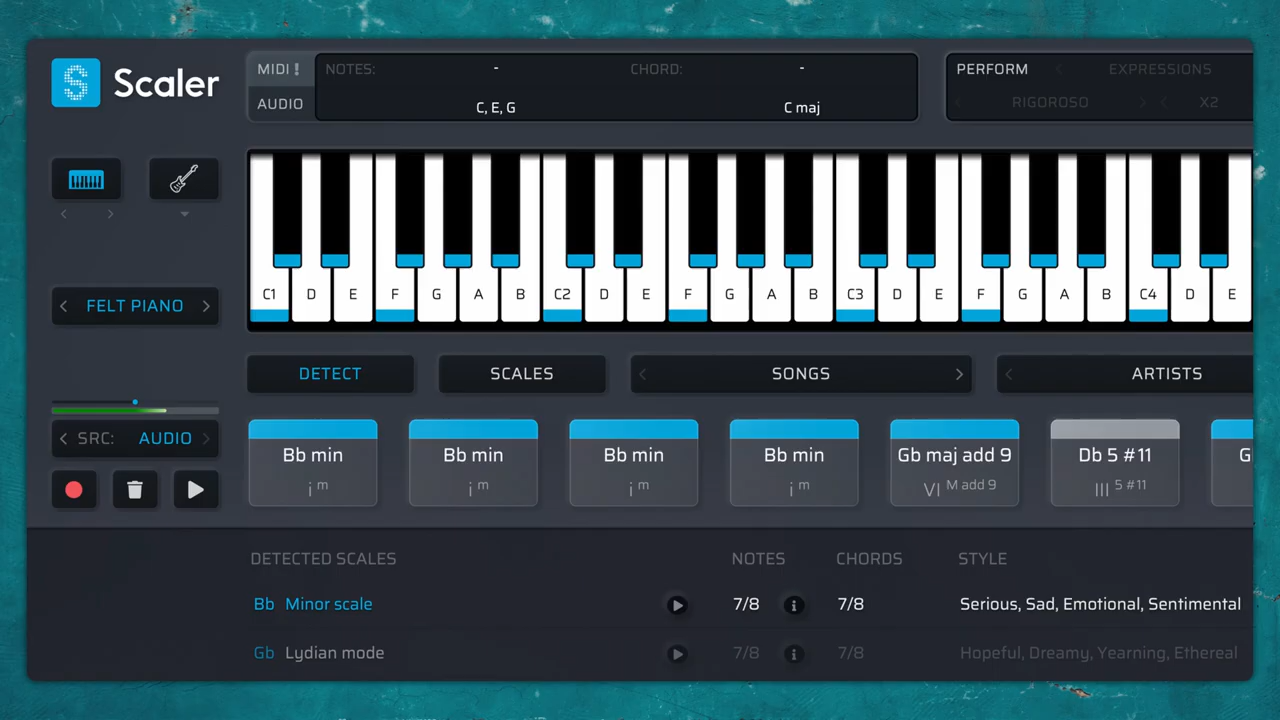 S Scaler
MIDI! NOTES: - CHORD: -
AUDIO C, E, G C maj
PERFORM < EXPRESSIONS
< RIGOROSO > < X2
< >
C1 D E F G A B C2 D E F G A B C3 D E F G A B C4 D E
< FELT PIANO >
DETECT SCALES < SONGS > < ARTISTS
< SRC: AUDIO >
Bb min Bb min Bb min Bb min Gb maj add 9 Db 5 #11 G
i m i m i m i m VI M add 9 III 5 #11
DETECTED SCALES NOTES CHORDS STYLE
Bb Minor scale 7/8 i 7/8 Serious, Sad, Emotional, Sentimental
Gb Lydian mode 7/8 i 7/8 Hopeful, Dreamy, Yearning, Ethereal